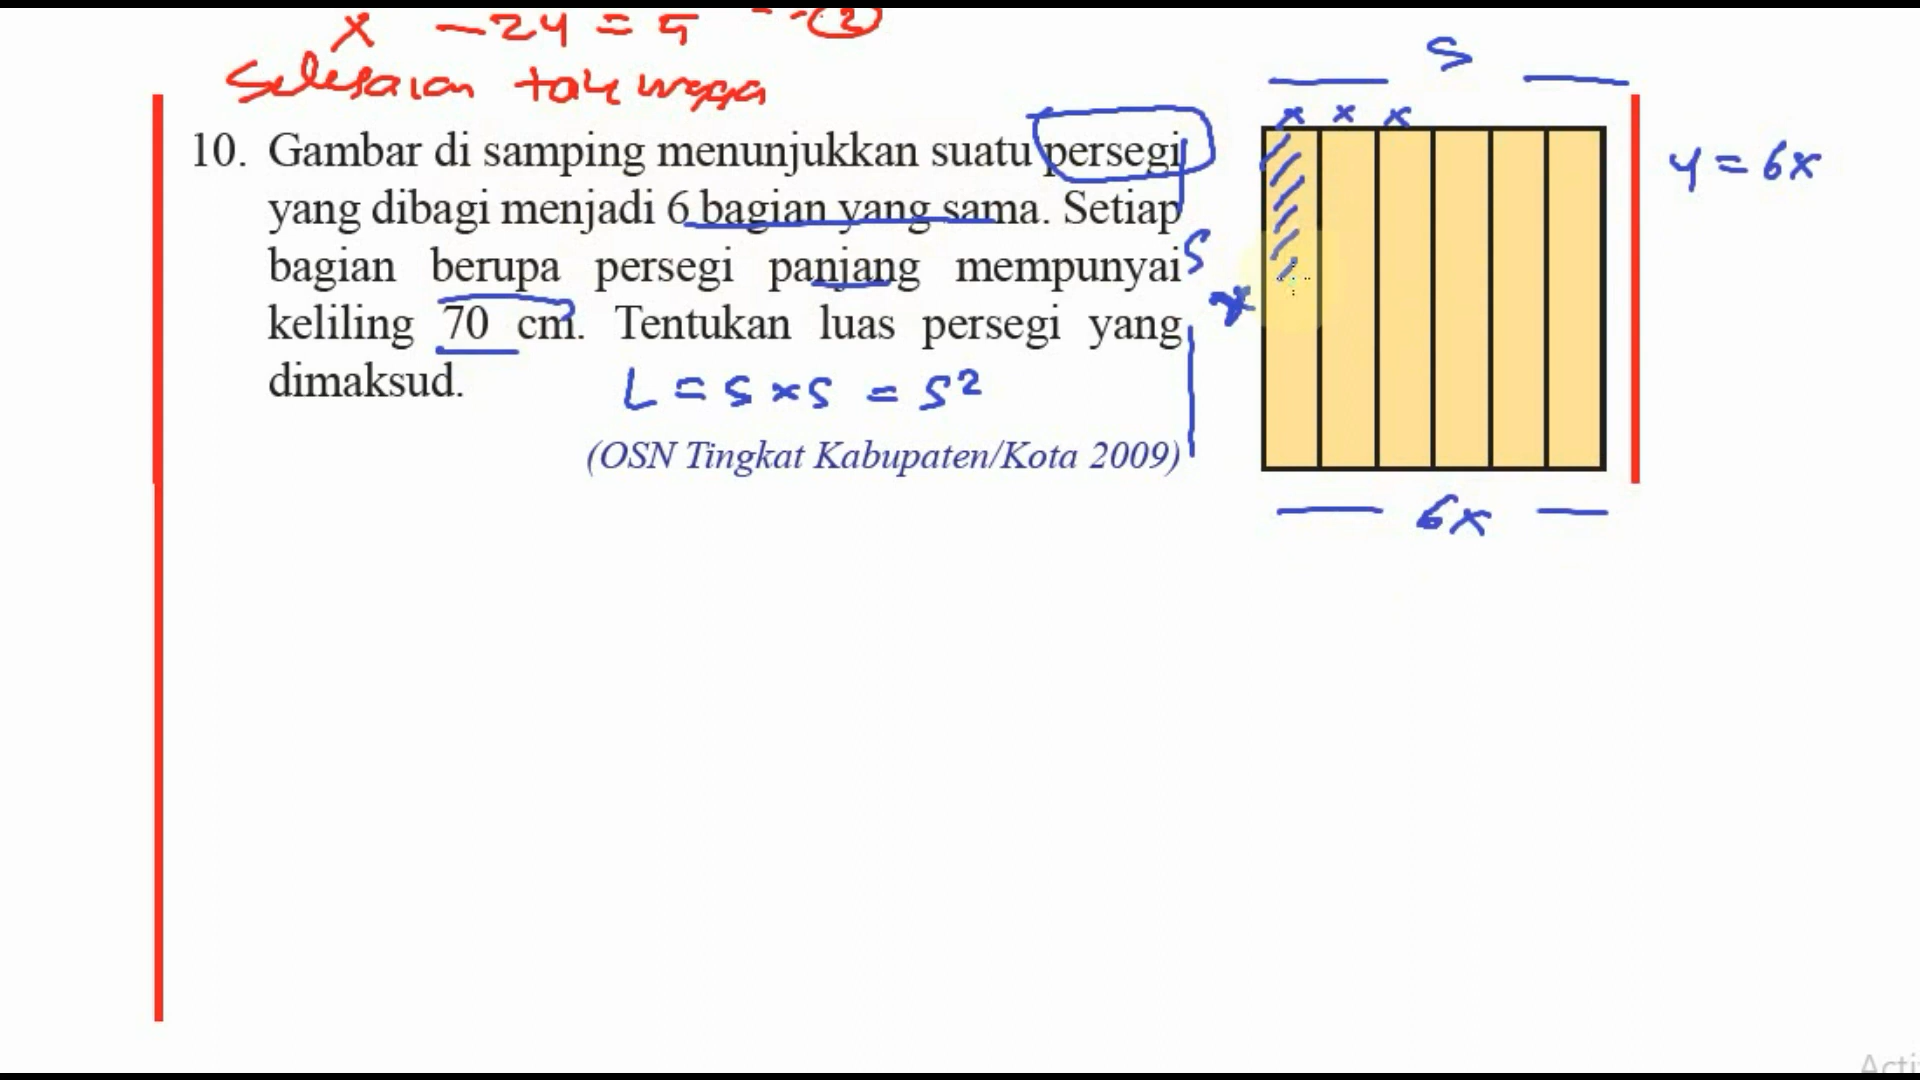 x - 24 = 5 --- (2)
Selesaian tak
10. Gambar di samping menunjukkan suatu persegi
yang dibagi menjadi 6 bagian yang sama. Setiap
bagian berupa persegi panjang mempunyai
keliling 70 cm. Tentukan luas persegi yang
dimaksud.
L = s × s = s²
(OSN Tingkat Kabupaten/Kota 2009)
s
x x x
s
6x
y = 6x
Acti